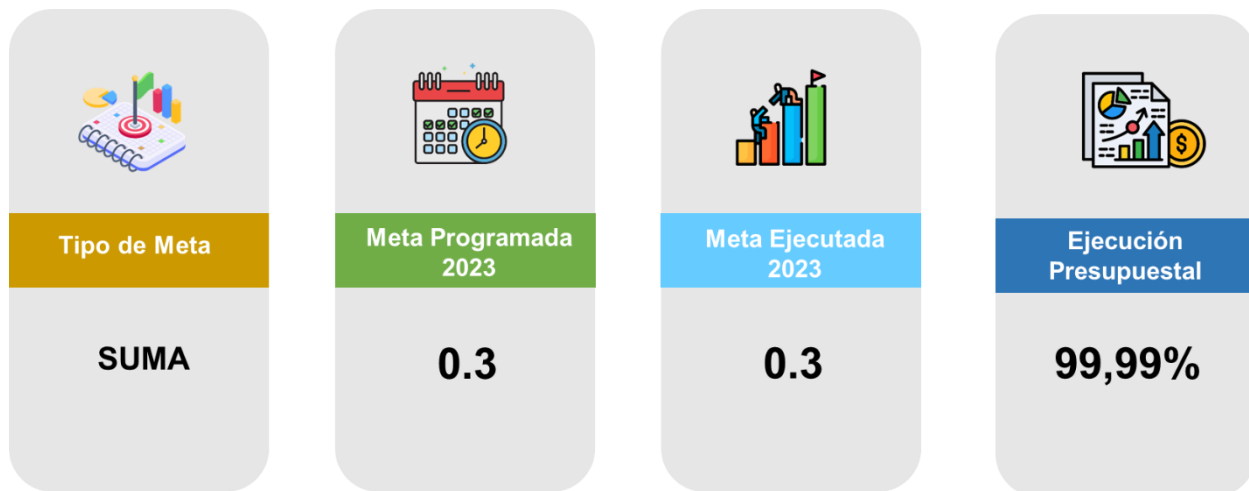 Tipo de Meta
SUMA
Meta Programada
2023
0.3
Meta Ejecutada
2023
0.3
Ejecución
Presupuestal
99,99%